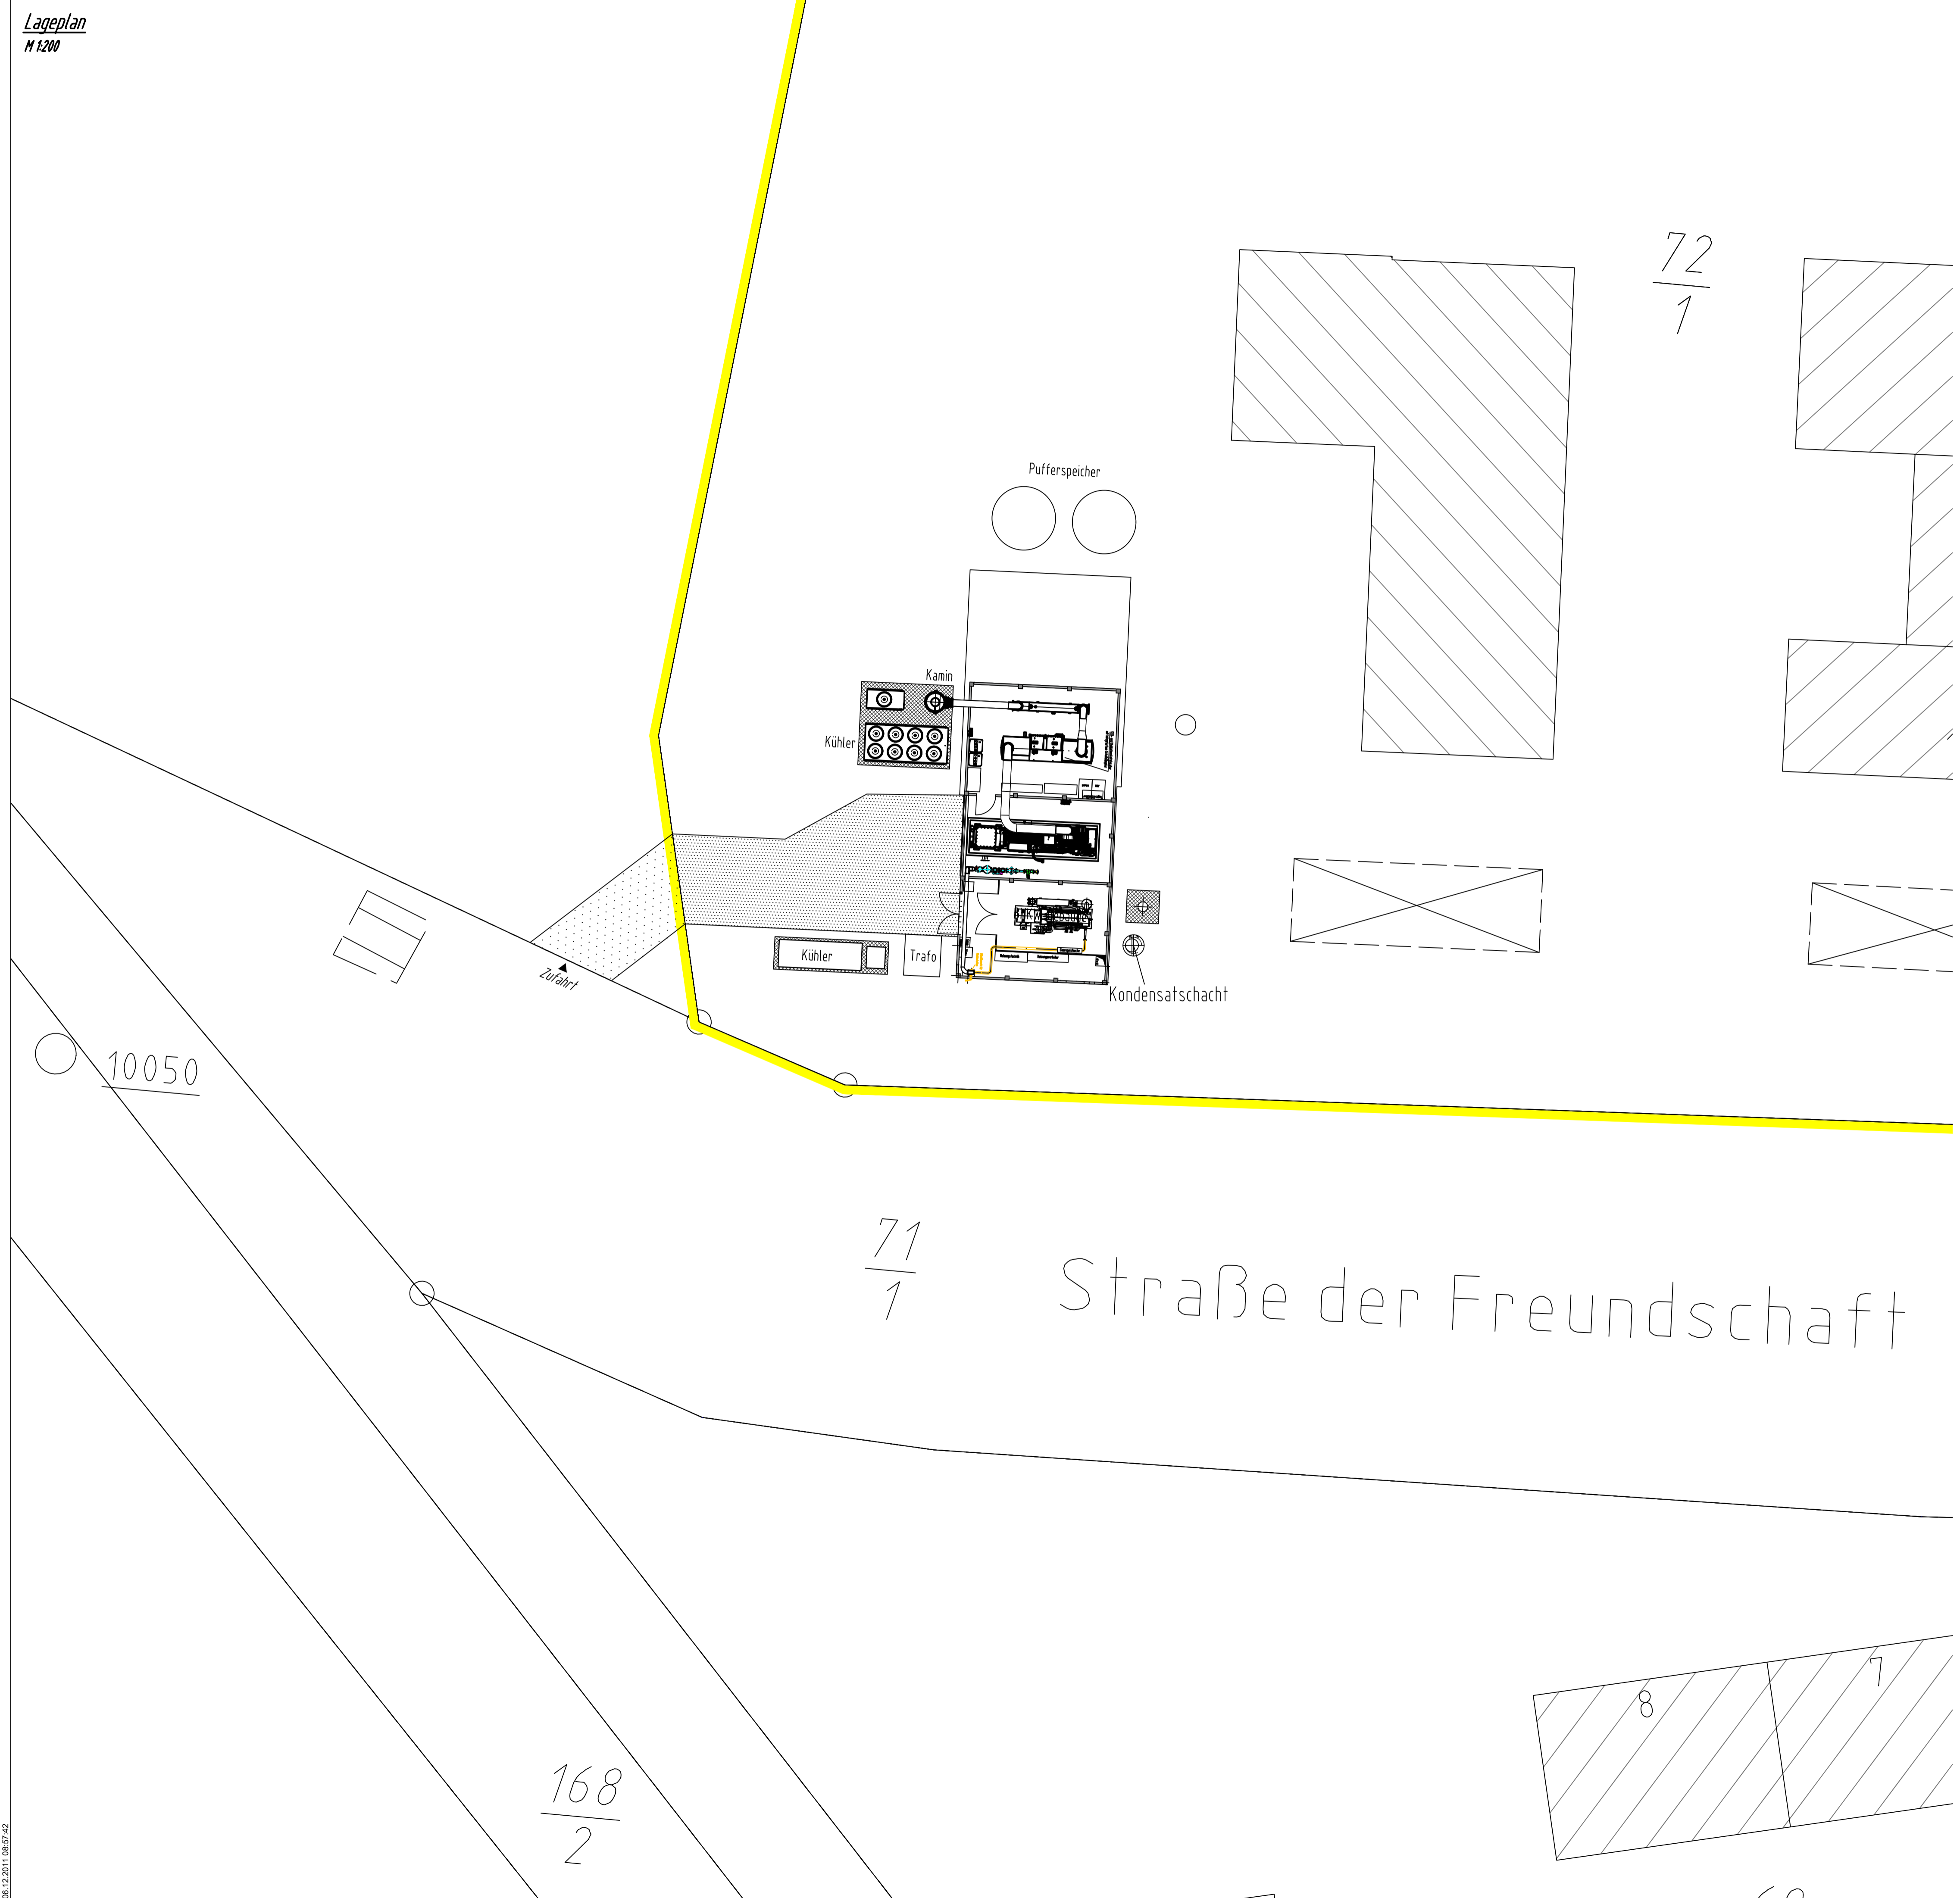 Lageplan
M 1:200
72
1
Pufferspeicher
Kamin
Kühler
Kühler
Trafo
Zufahrt
Kondensatschacht
10050
71
1
Straße der Freundschaft
7
8
168
2
06.12.2011 08:57:42